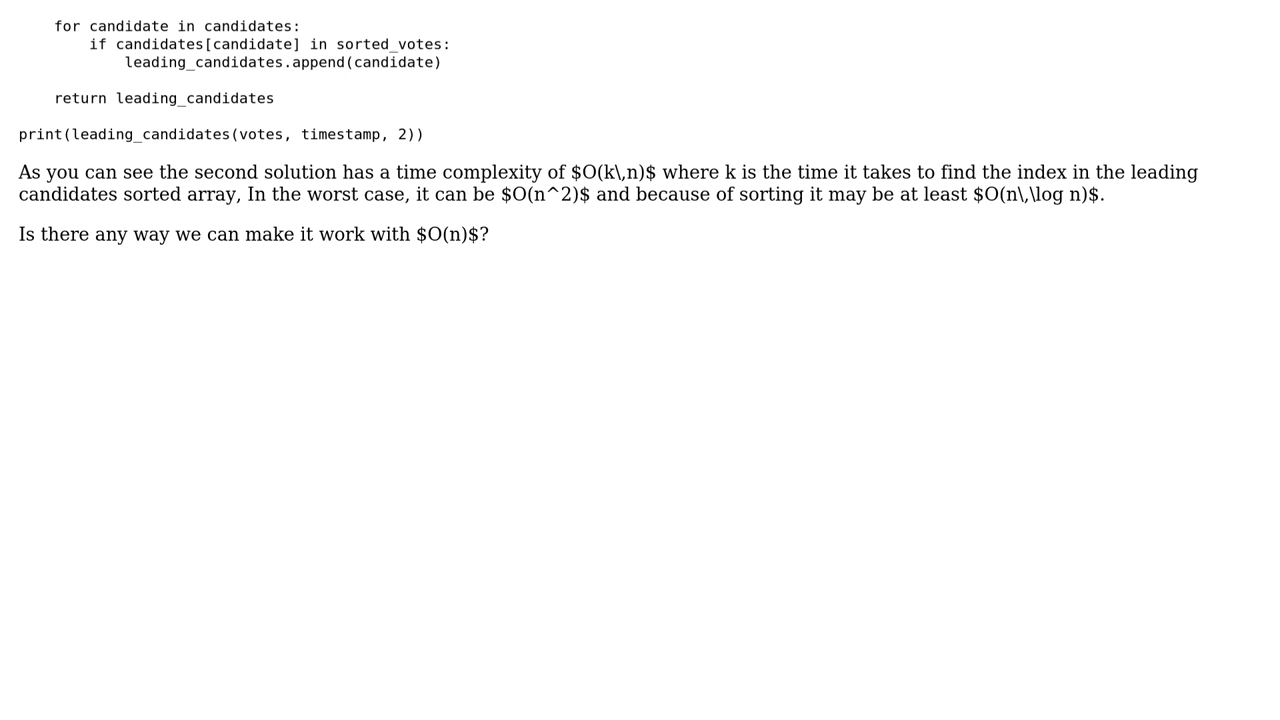 for candidate in candidates:
if candidates[candidate] in sorted_votes:
leading_candidates.append(candidate)
return leading_candidates
print(leading_candidates(votes, timestamp, 2))
As you can see the second solution has a time complexity of $O(k\,n)$ where k is the time it takes to find the index in the leading
candidates sorted array, In the worst case, it can be $O(n^2)$ and because of sorting it may be at least $O(n\,\log n)$.
Is there any way we can make it work with $O(n)$?